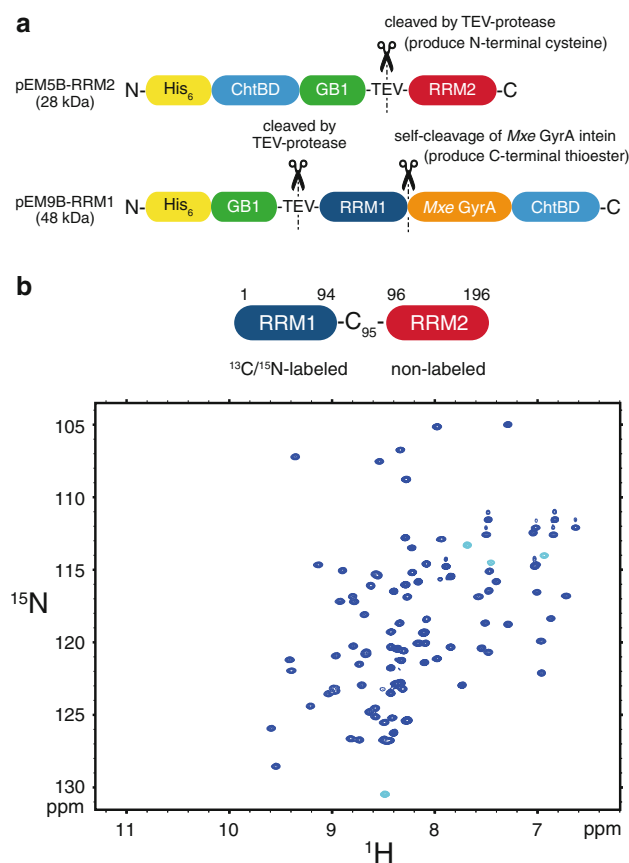 a
cleaved by TEV-protease
(produce N-terminal cysteine)
pEM5B-RRM2
(28 kDa)
N- His6 ChtBD GB1 -TEV- RRM2 -C
cleaved by
TEV-protease
self-cleavage of Mxe GyrA intein
(produce C-terminal thioester)
pEM9B-RRM1
(48 kDa)
N- His6 GB1 -TEV- RRM1 Mxe GyrA ChtBD -C
b
1 94 96 196
RRM1 -C95- RRM2
13C/15N-labeled non-labeled
105
110
115
15N
120
125
130
ppm
11 10 9 8 7 ppm
1H